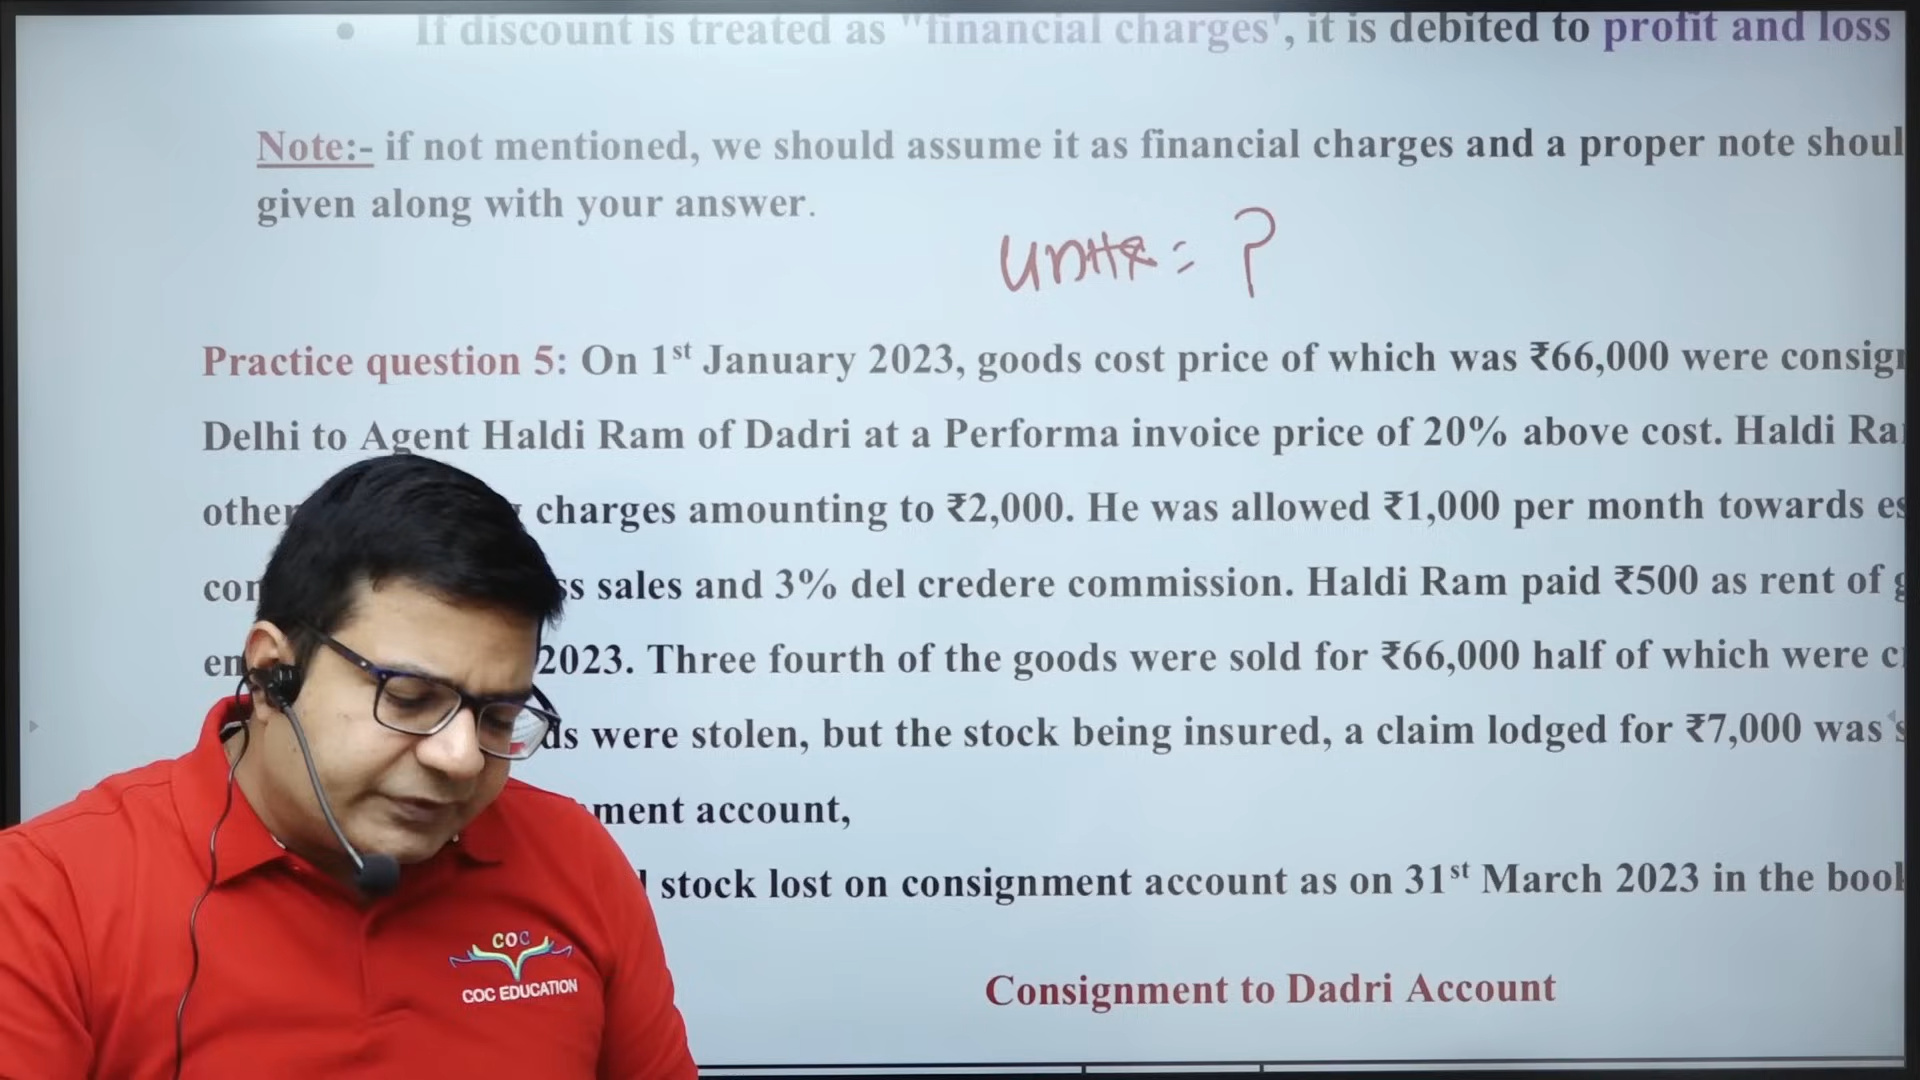 If discount is treated as "financial charges', it is debited to profit and loss
Note:- if not mentioned, we should assume it as financial charges and a proper note shoul
given along with your answer.
units = ?
Practice question 5: On 1st January 2023, goods cost price of which was ₹66,000 were consign
Delhi to Agent Haldi Ram of Dadri at a Performa invoice price of 20% above cost. Haldi Ra
other charges amounting to ₹2,000. He was allowed ₹1,000 per month towards es
sales and 3% del credere commission. Haldi Ram paid ₹500 as rent of
2023. Three fourth of the goods were sold for ₹66,000 half of which were
were stolen, but the stock being insured, a claim lodged for ₹7,000 was
ment account,
stock lost on consignment account as on 31st March 2023 in the book
COC
COC EDUCATION
Consignment to Dadri Account